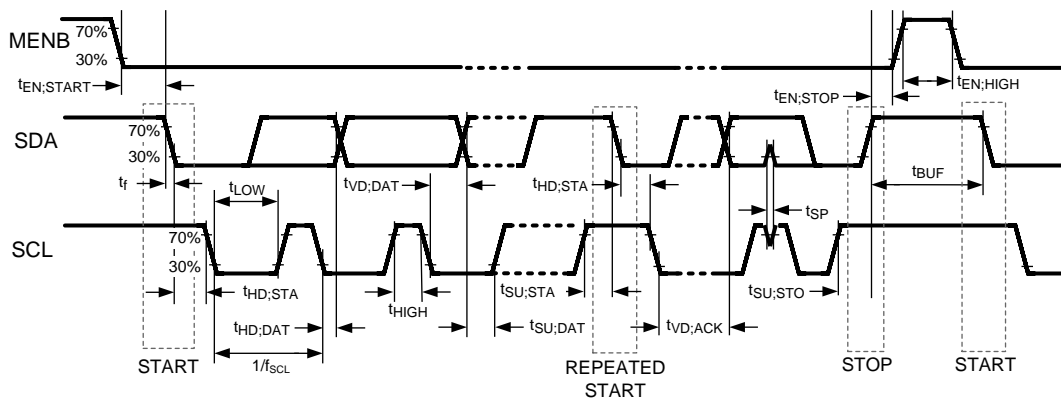 MENB
70%
30%
tEN;START
tEN;STOP
tEN;HIGH
SDA
70%
30%
tf
tLOW
tVD;DAT
tHD;STA
tSP
tBUF
SCL
70%
30%
tHD;STA
tHD;DAT
tHIGH
tSU;STA
tSU;DAT
tVD;ACK
tSU;STO
1/fSCL
START
REPEATED
START
STOP
START